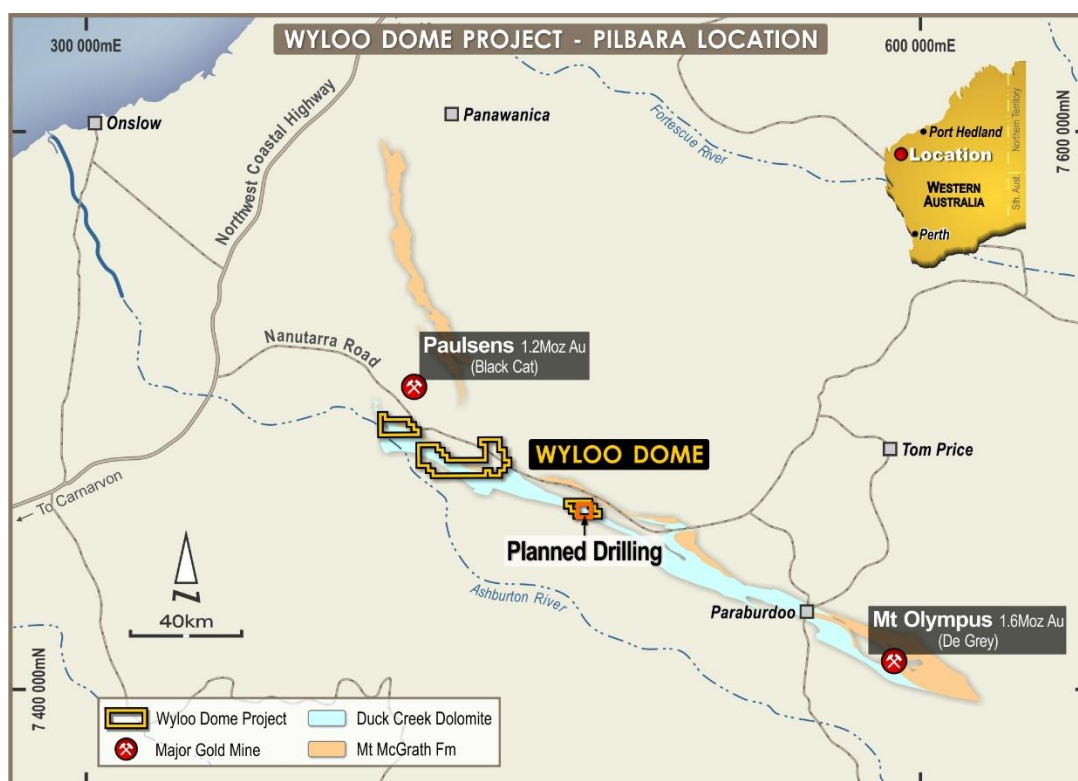 WYLOO DOME PROJECT - PILBARA LOCATION
300 000mE
600 000mE
7 600 000mN
7 400 000mN
Onslow
Panawanica
Northwest Coastal Highway
Fortescue River
Port Hedland
Location
WESTERN
AUSTRALIA
Perth
Northern Territory
Sth. Aust.
Nanutarra Road
Paulsens 1.2Moz Au
(Black Cat)
WYLOO DOME
Tom Price
To Carnarvon
Planned Drilling
Ashburton River
N
40km
Paraburdoo
Mt Olympus 1.6Moz Au
(De Grey)
Wyloo Dome Project
Duck Creek Dolomite
Major Gold Mine
Mt McGrath Fm